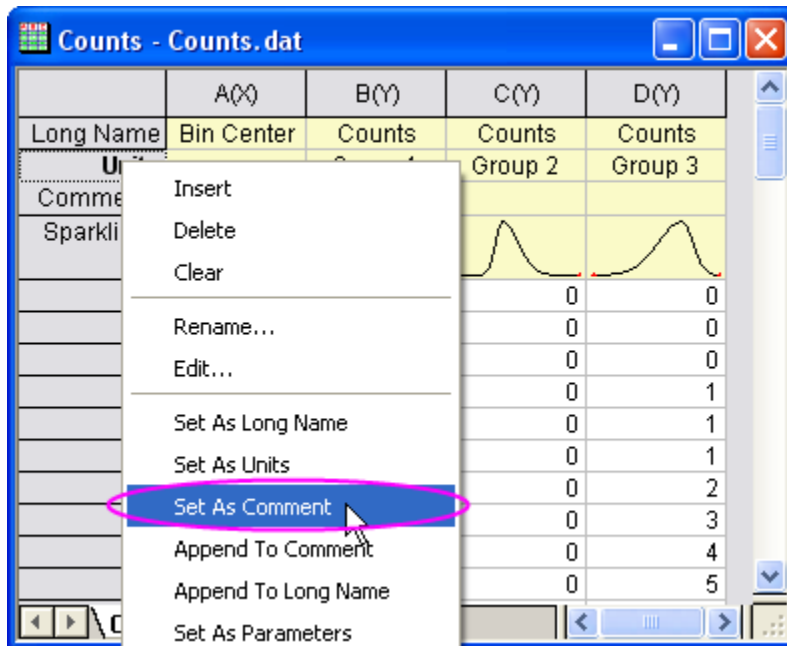 Counts - Counts.dat
A(X) B(Y) C(Y) D(Y)
Long Name Bin Center Counts Counts Counts
Group 2 Group 3
Insert
Delete
Clear
Rename...
Edit...
Set As Long Name
Set As Units
Set As Comment
Append To Comment
Append To Long Name
Set As Parameters
0 0
0 0
0 0
0 1
0 1
0 1
0 2
0 3
0 4
0 5